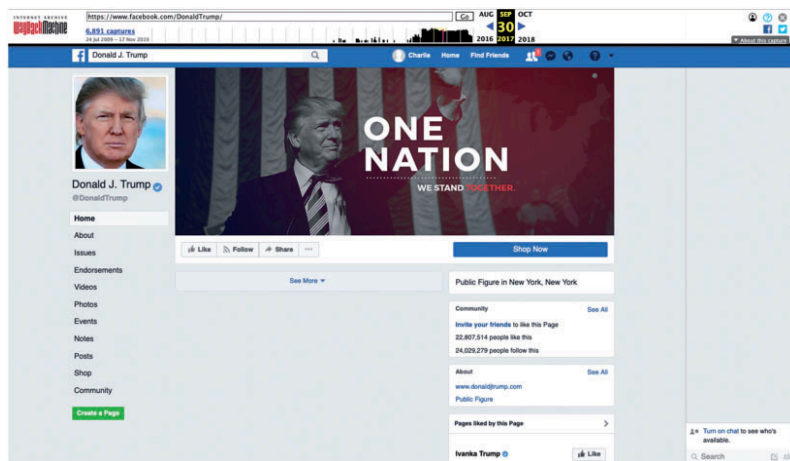 INTERNET ARCHIVE
WayBackMachine
https://www.facebook.com/DonaldTrump/
Go
AUG SEP OCT
6,891 captures
30
24 Jul 2009 – 17 Nov 2019
2016 2017 2018
About this capture
Donald J. Trump
Charlie Home Find Friends
ONE
NATION
WE STAND TOGETHER.
Donald J. Trump
@DonaldTrump
Home
About
Issues
Endorsements
Videos
Photos
Events
Notes
Posts
Shop
Community
Create a Page
Like Follow Share ...
Shop Now
See More
Public Figure in New York, New York
Community See All
Invite your friends to like this Page
22,807,514 people like this
24,029,279 people follow this
About See All
www.donaldjtrump.com
Public Figure
Pages liked by this Page
Ivanka Trump Like
Turn on chat to see who's
available.
Search